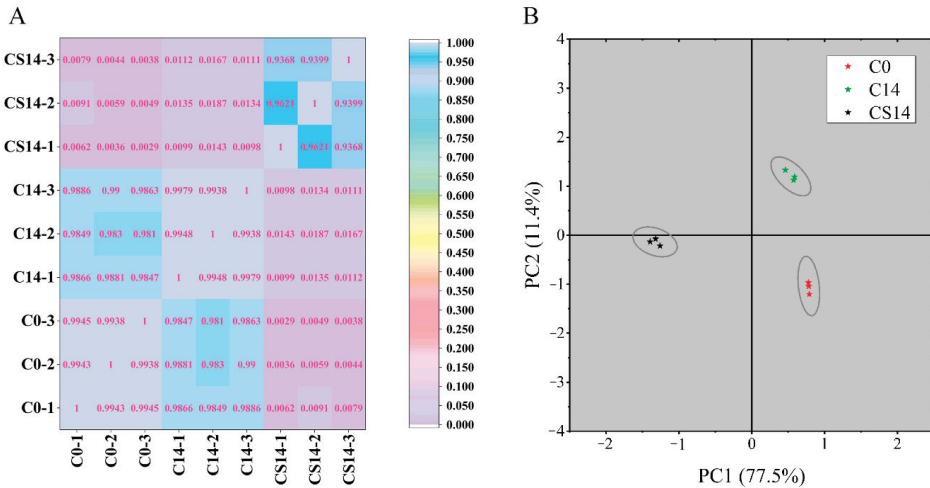 A
CS14-3 0.0079 0.0044 0.0038 0.0112 0.0167 0.0111 0.9368 0.9399 1
CS14-2 0.0091 0.0059 0.0049 0.0135 0.0187 0.0134 0.9621 1 0.9399
CS14-1 0.0062 0.0036 0.0029 0.0099 0.0143 0.0098 1 0.9621 0.9368
C14-3 0.9886 0.99 0.9863 0.9979 0.9938 1 0.0098 0.0134 0.0111
C14-2 0.9849 0.983 0.981 0.9948 1 0.9938 0.0143 0.0187 0.0167
C14-1 0.9866 0.9881 0.9847 1 0.9948 0.9979 0.0099 0.0135 0.0112
C0-3 0.9945 0.9938 1 0.9847 0.981 0.9863 0.0029 0.0049 0.0038
C0-2 0.9943 1 0.9938 0.9881 0.983 0.99 0.0036 0.0059 0.0044
C0-1 1 0.9943 0.9945 0.9866 0.9849 0.9886 0.0062 0.0091 0.0079
C0-1 C0-2 C0-3 C14-1 C14-2 C14-3 CS14-1 CS14-2 CS14-3
1.000
0.950
0.900
0.850
0.800
0.750
0.700
0.650
0.600
0.550
0.500
0.450
0.400
0.350
0.300
0.250
0.200
0.150
0.100
0.050
0.000
B
PC2 (11.4%)
4
3
2
1
0
−1
−2
−3
−4
C0
C14
CS14
−2 −1 0 1 2
PC1 (77.5%)